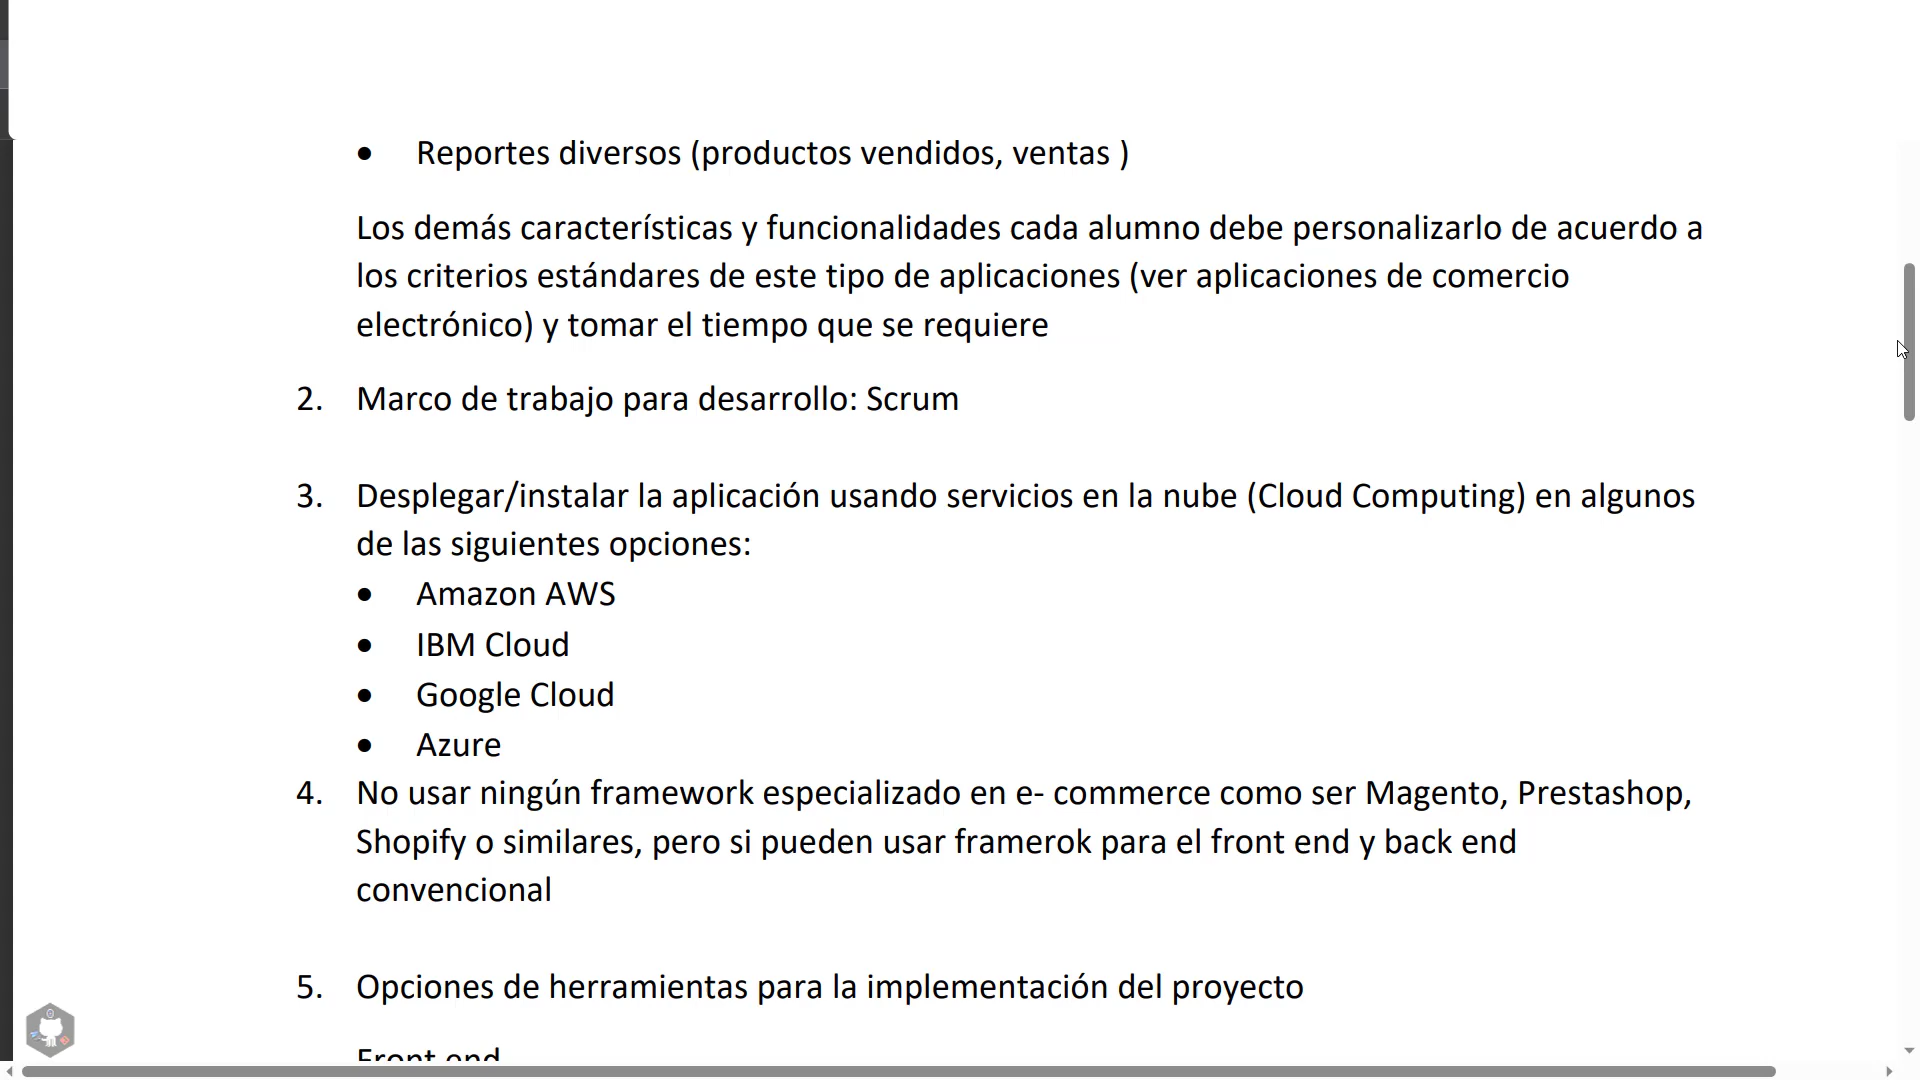 • Reportes diversos (productos vendidos, ventas )
Los demás características y funcionalidades cada alumno debe personalizarlo de acuerdo a
los criterios estándares de este tipo de aplicaciones (ver aplicaciones de comercio
electrónico) y tomar el tiempo que se requiere
2. Marco de trabajo para desarrollo: Scrum
3. Desplegar/instalar la aplicación usando servicios en la nube (Cloud Computing) en algunos
de las siguientes opciones:
• Amazon AWS
• IBM Cloud
• Google Cloud
• Azure
4. No usar ningún framework especializado en e- commerce como ser Magento, Prestashop,
Shopify o similares, pero si pueden usar framerok para el front end y back end
convencional
5. Opciones de herramientas para la implementación del proyecto
Front end